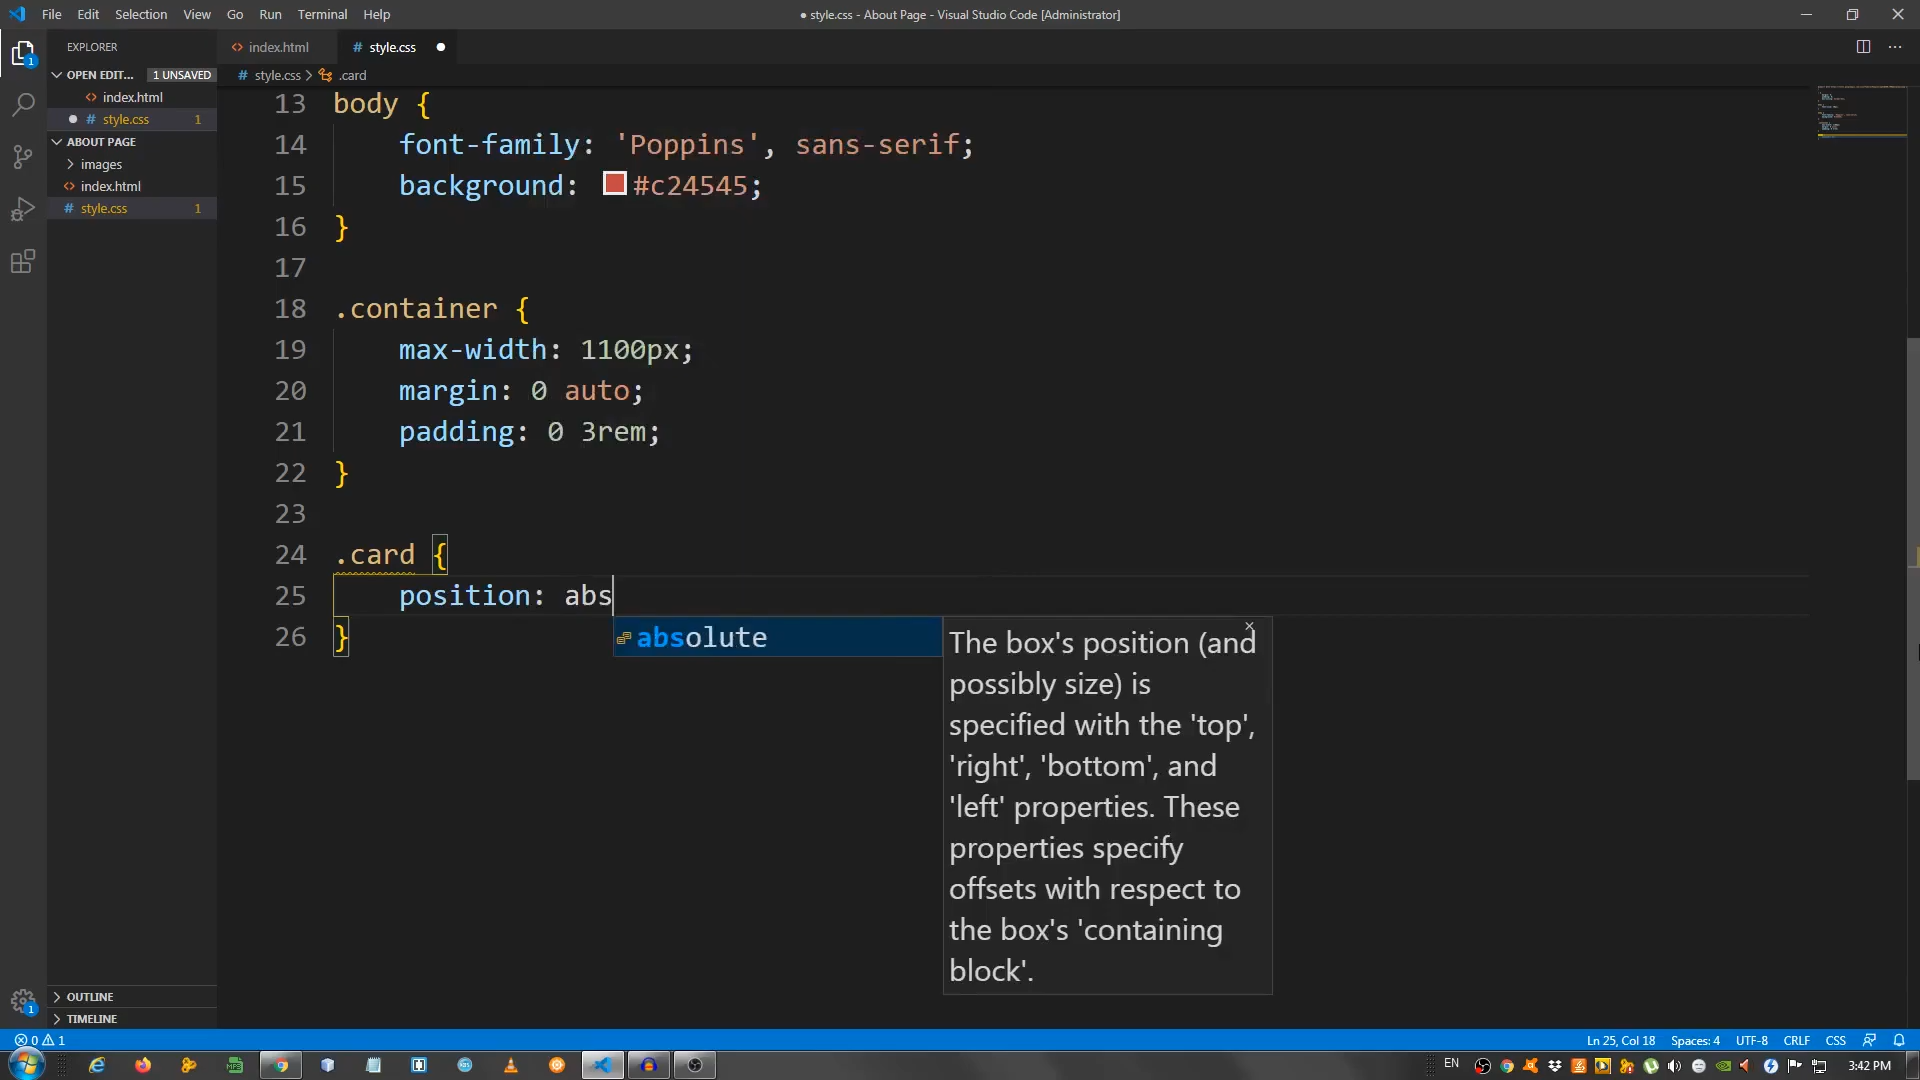 File Edit Selection View Go Run Terminal Help
● style.css - About Page - Visual Studio Code [Administrator]
EXPLORER
OPEN EDIT... 1 UNSAVED
<> index.html
# style.css 1
ABOUT PAGE
images
<> index.html
# style.css 1
OUTLINE
TIMELINE
<> index.html # style.css ●
# style.css > .card
13 body {
14 font-family: 'Poppins', sans-serif;
15 background: #c24545;
16 }
17
18 .container {
19 max-width: 1100px;
20 margin: 0 auto;
21 padding: 0 3rem;
22 }
23
24 .card {
25 position: abs
26 }
absolute
The box's position (and
possibly size) is
specified with the 'top',
'right', 'bottom', and
'left' properties. These
properties specify
offsets with respect to
the box's 'containing
block'.
0 1 Ln 25, Col 18 Spaces: 4 UTF-8 CRLF CSS
EN 3:42 PM